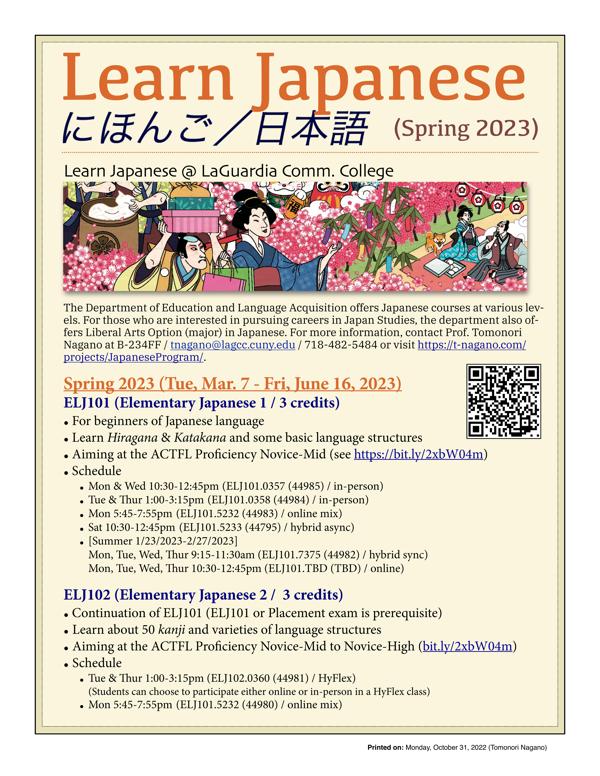 Learn Japanese
にほんご／日本語 (Spring 2023)
Learn Japanese @ LaGuardia Comm. College
福
The Department of Education and Language Acquisition offers Japanese courses at various lev-
els. For those who are interested in pursuing careers in Japan Studies, the department also of-
fers Liberal Arts Option (major) in Japanese. For more information, contact Prof. Tomonori
Nagano at B-234FF / tnagano@lagcc.cuny.edu / 718-482-5484 or visit https://t-nagano.com/
projects/JapaneseProgram/.
Spring 2023 (Tue, Mar. 7 - Fri, June 16, 2023)
ELJ101 (Elementary Japanese 1 / 3 credits)
• For beginners of Japanese language
• Learn Hiragana & Katakana and some basic language structures
• Aiming at the ACTFL Proficiency Novice-Mid (see https://bit.ly/2xbW04m)
• Schedule
• Mon & Wed 10:30-12:45pm (ELJ101.0357 (44985) / in-person)
• Tue & Thur 1:00-3:15pm (ELJ101.0358 (44984) / in-person)
• Mon 5:45-7:55pm (ELJ101.5232 (44983) / online mix)
• Sat 10:30-12:45pm (ELJ101.5233 (44795) / hybrid async)
• [Summer 1/23/2023-2/27/2023]
Mon, Tue, Wed, Thur 9:15-11:30am (ELJ101.7375 (44982) / hybrid sync)
Mon, Tue, Wed, Thur 10:30-12:45pm (ELJ101.TBD (TBD) / online)
ELJ102 (Elementary Japanese 2 / 3 credits)
• Continuation of ELJ101 (ELJ101 or Placement exam is prerequisite)
• Learn about 50 kanji and varieties of language structures
• Aiming at the ACTFL Proficiency Novice-Mid to Novice-High (bit.ly/2xbW04m)
• Schedule
• Tue & Thur 1:00-3:15pm (ELJ102.0360 (44981) / HyFlex)
(Students can choose to participate either online or in-person in a HyFlex class)
• Mon 5:45-7:55pm (ELJ101.5232 (44980) / online mix)
Printed on: Monday, October 31, 2022 (Tomonori Nagano)